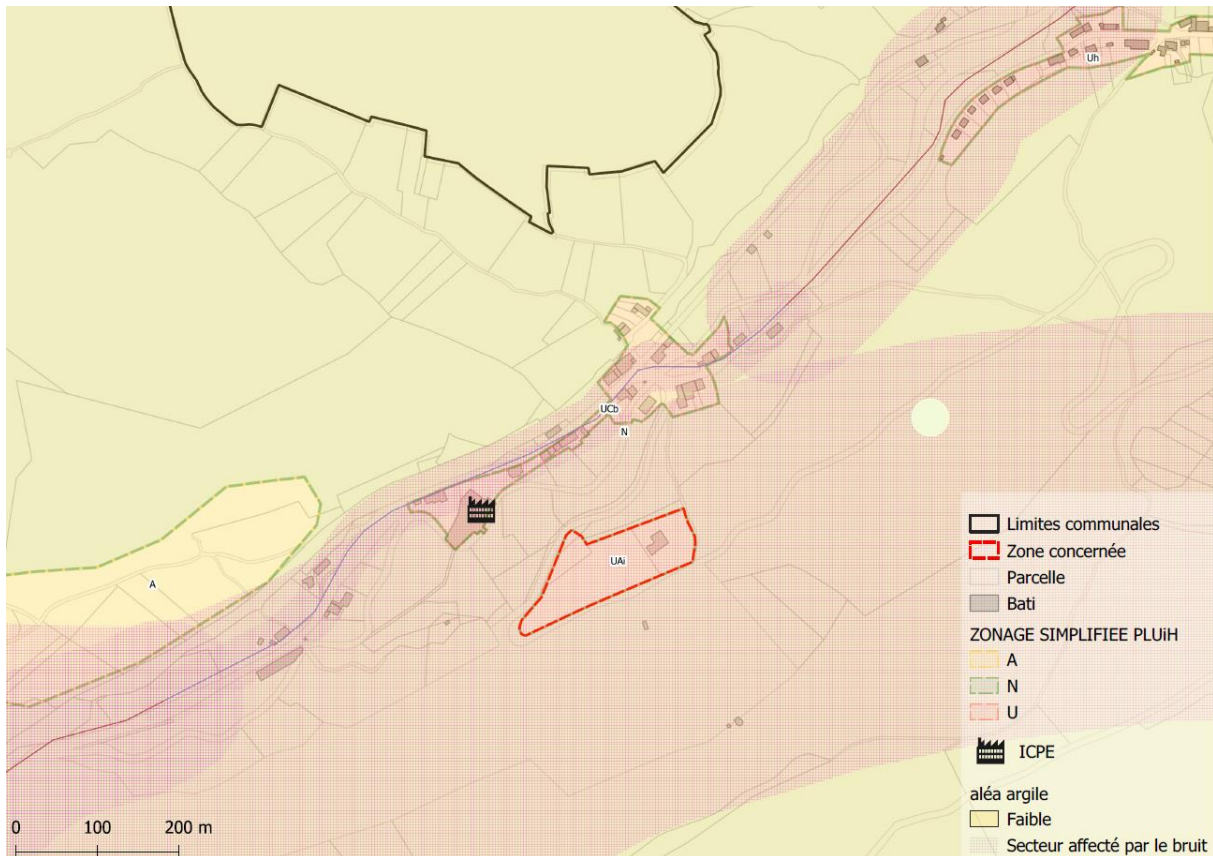 Uh
UCb
N
UAi
A
Limites communales
Zone concernée
Parcelle
Bati
ZONAGE SIMPLIFIEE PLUiH
A
N
U
ICPE
aléa argile
Faible
Secteur affecté par le bruit
0 100 200 m